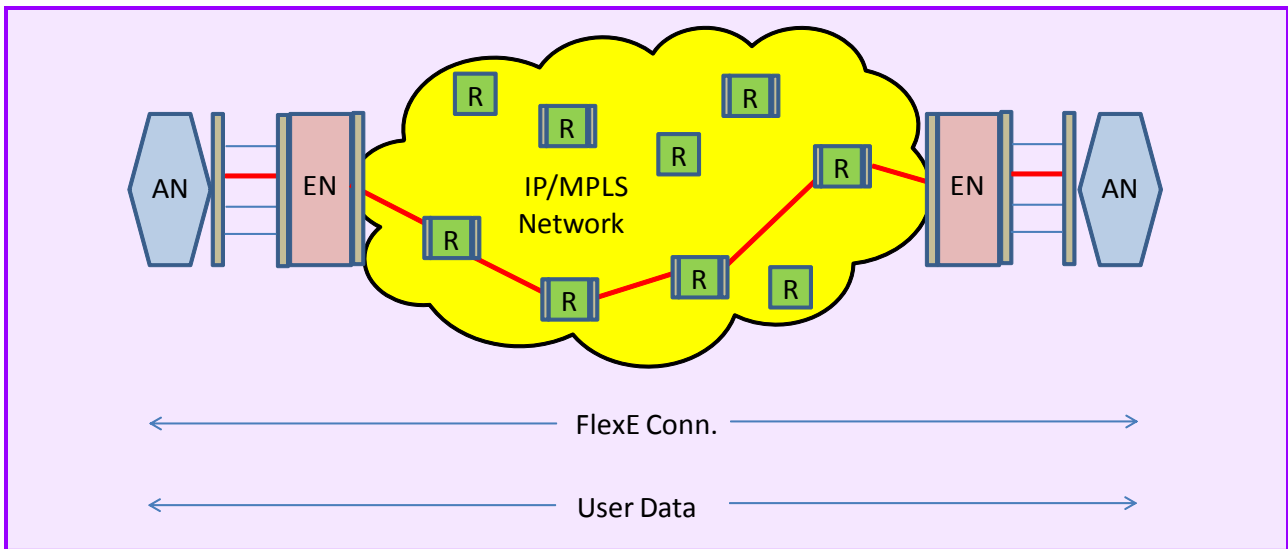 R
R
R
R
R
AN
EN
IP/MPLS
Network
EN
AN
R
R
R
R
FlexE Conn.
User Data